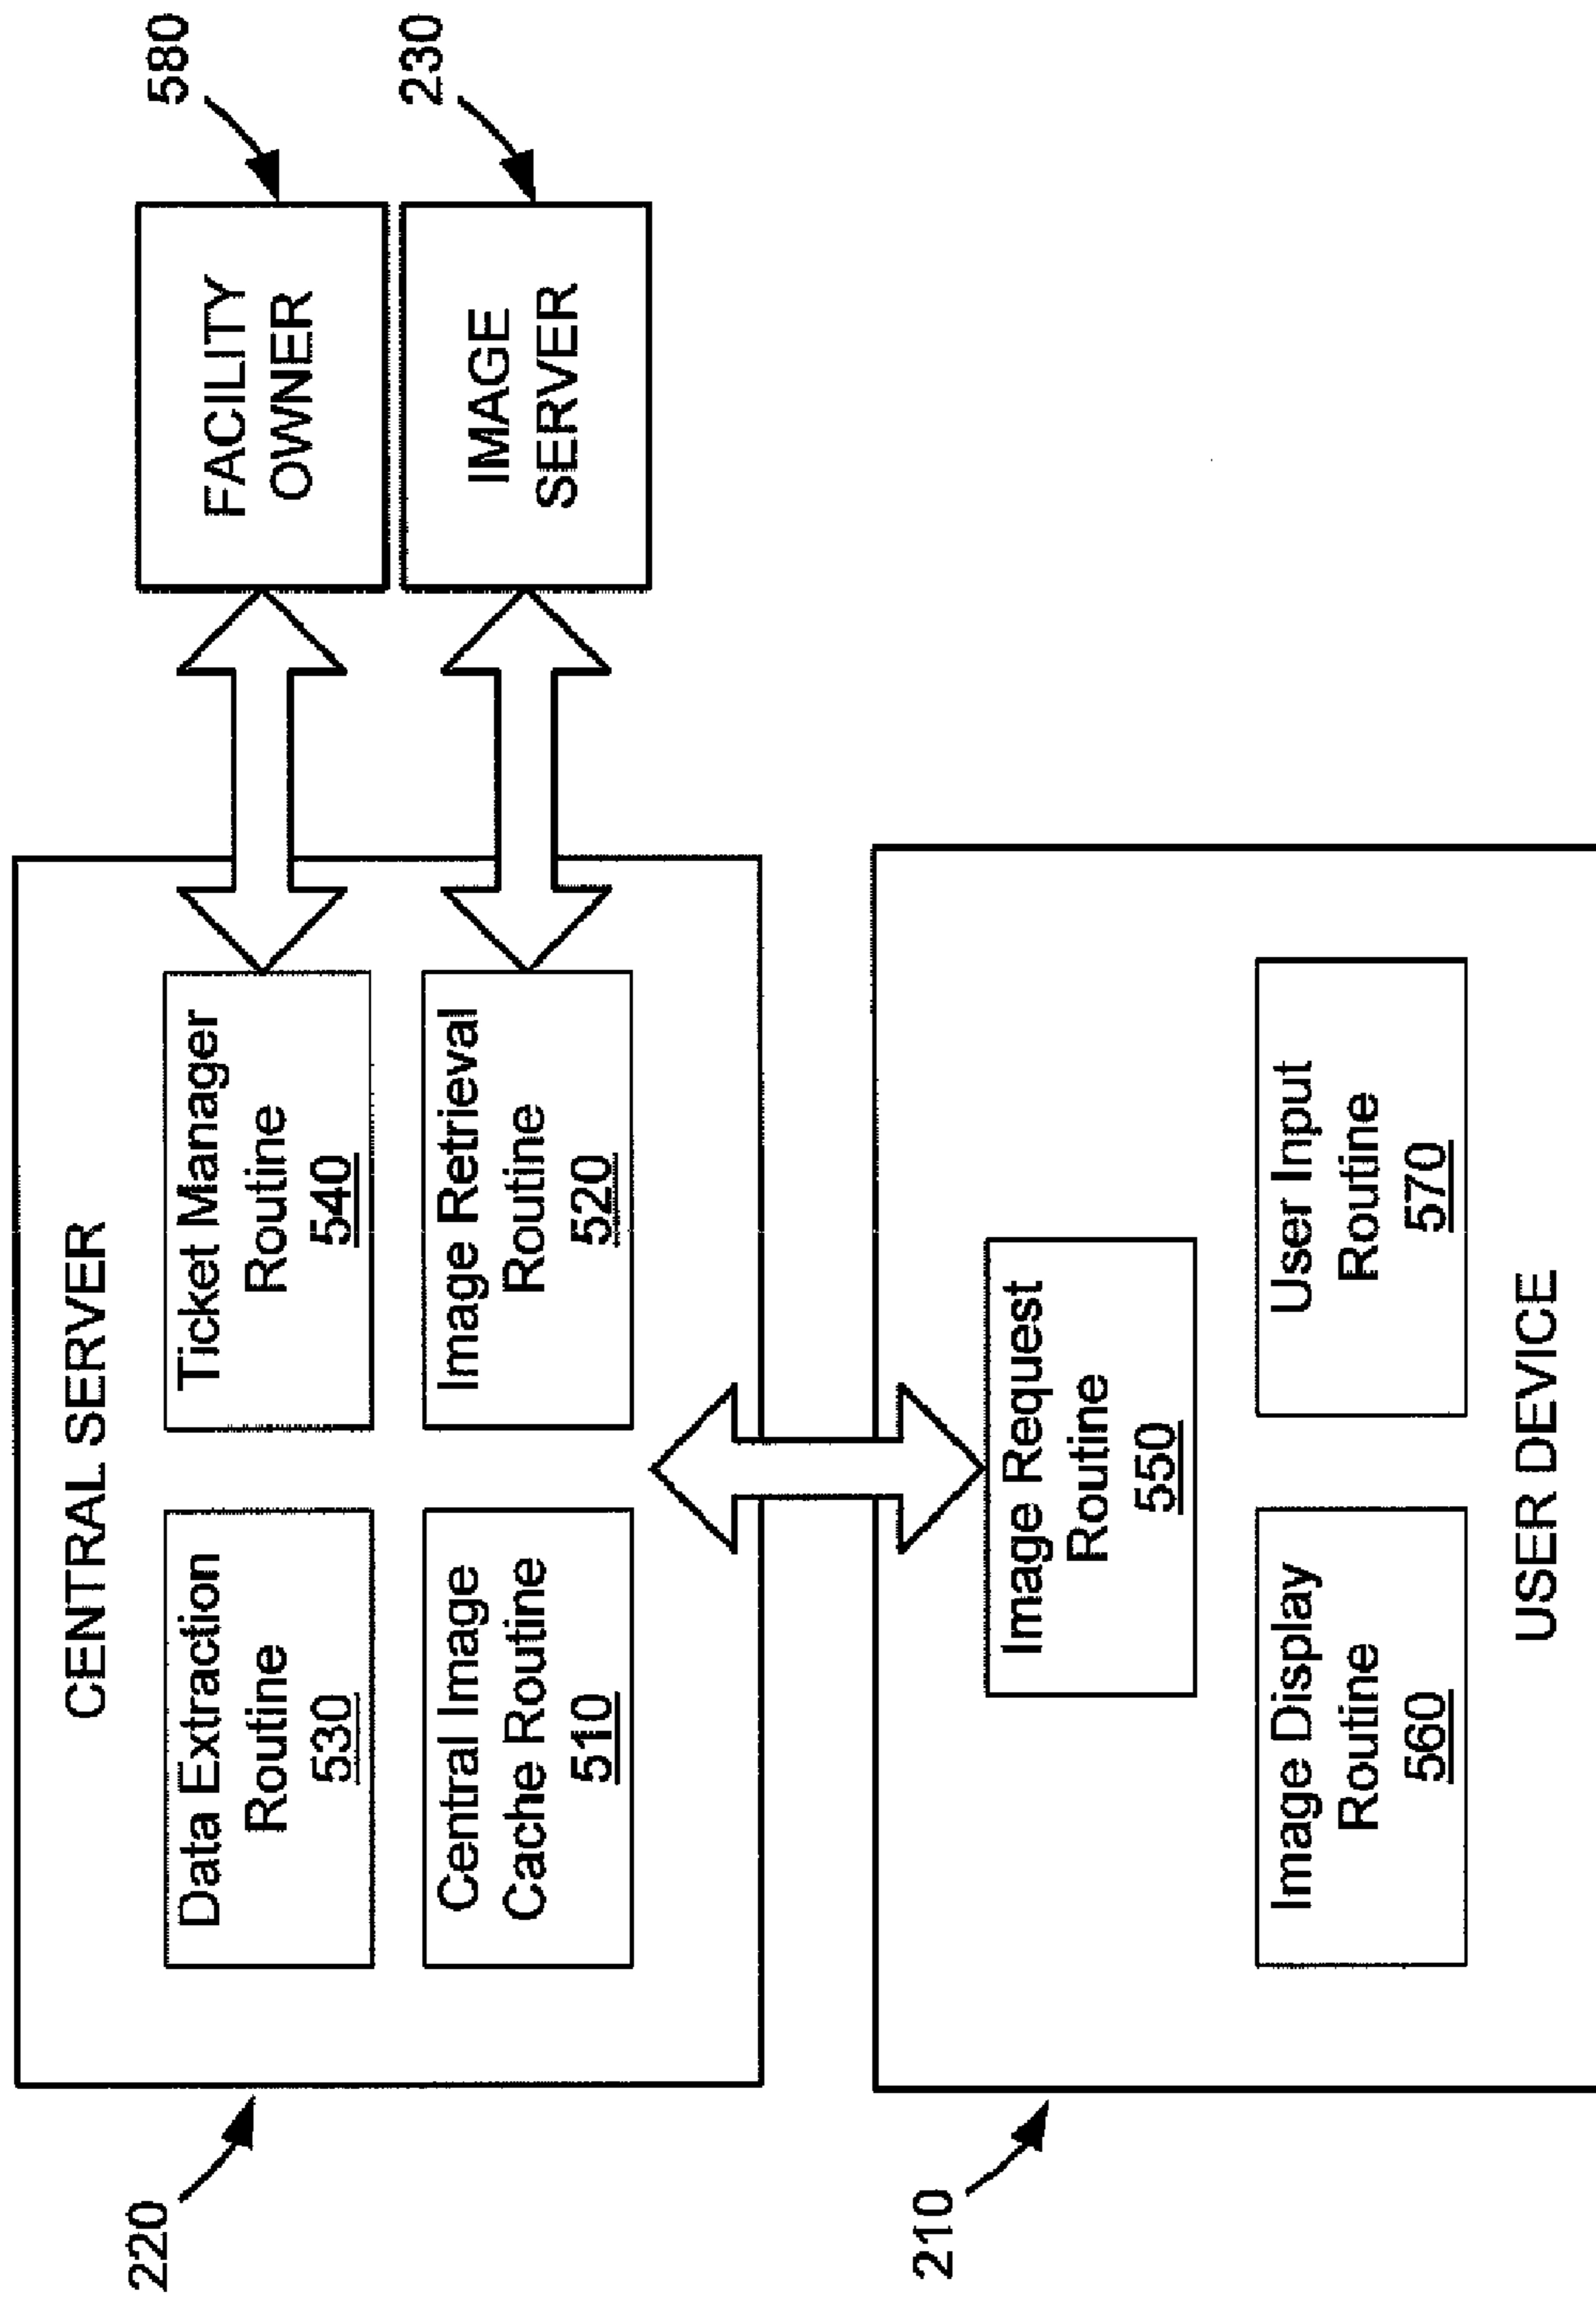 220
CENTRAL SERVER
Data Extraction
Routine
530
Ticket Manager
Routine
540
Central Image
Cache Routine
510
Image Retrieval
Routine
520
FACILITY
OWNER
580
IMAGE
SERVER
230
210
Image Request
Routine
550
Image Display
Routine
560
User Input
Routine
570
USER DEVICE